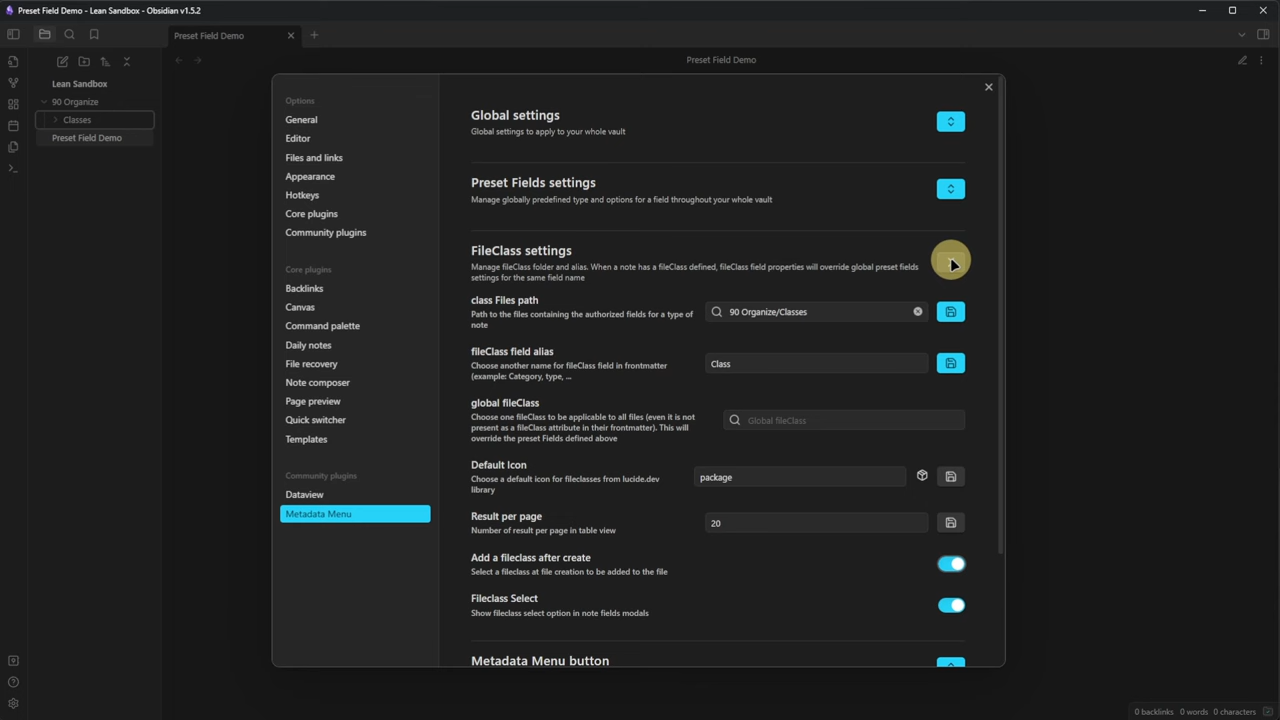 Preset Field Demo - Lean Sandbox - Obsidian v1.5.2
Preset Field Demo
Preset Field Demo
Lean Sandbox
90 Organize
Classes
Preset Field Demo
Options
General
Editor
Files and links
Appearance
Hotkeys
Core plugins
Community plugins
Core plugins
Backlinks
Canvas
Command palette
Daily notes
File recovery
Note composer
Page preview
Quick switcher
Templates
Community plugins
Dataview
Metadata Menu
Global settings
Global settings to apply to your whole vault
Preset Fields settings
Manage globally predefined type and options for a field throughout your whole vault
FileClass settings
Manage fileClass folder and alias. When a note has a fileClass defined, fileClass field properties will override global preset fields
settings for the same field name
class Files path
Path to the files containing the authorized fields for a type of
note
90 Organize/Classes
fileClass field alias
Choose another name for fileClass field in frontmatter
(example: Category, type, ...
Class
global fileClass
Choose one fileClass to be applicable to all files (even it is not
present as a fileClass attribute in their frontmatter). This will
override the preset Fields defined above
Global fileClass
Default Icon
Choose a default icon for fileclasses from lucide.dev
library
package
Result per page
Number of result per page in table view
20
Add a fileclass after create
Select a fileclass at file creation to be added to the file
Fileclass Select
Show fileclass select option in note fields modals
Metadata Menu button
0 backlinks 0 words 0 characters